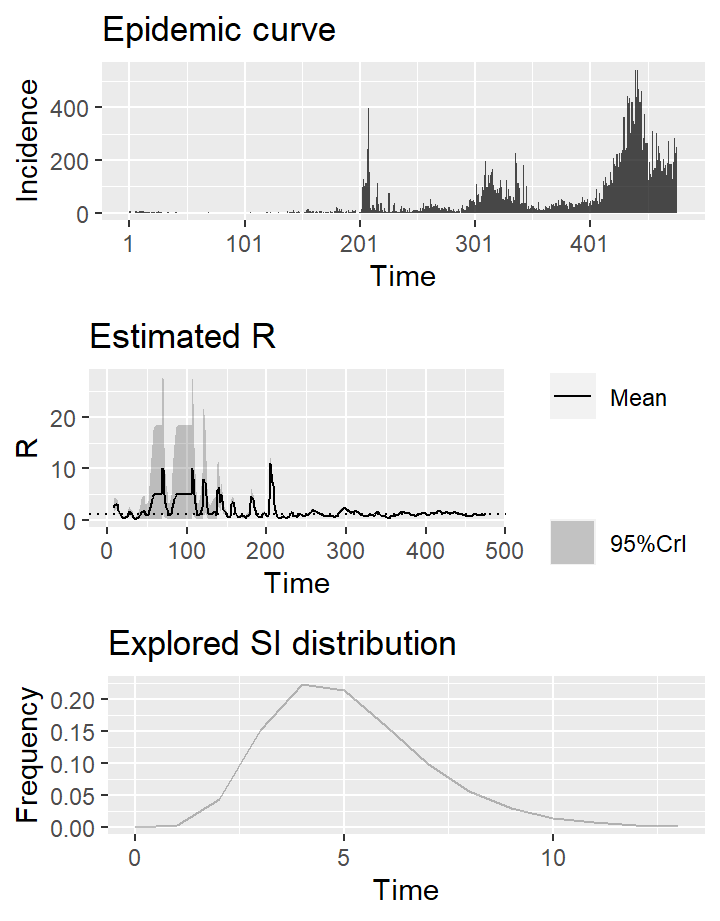 Epidemic curve
Incidence
400
200
0
1 101 201 301 401
Time
Estimated R
R
20
10
0
0 100 200 300 400 500
Time
Mean
95%CrI
Explored SI distribution
Frequency
0.20
0.15
0.10
0.05
0.00
0 5 10
Time